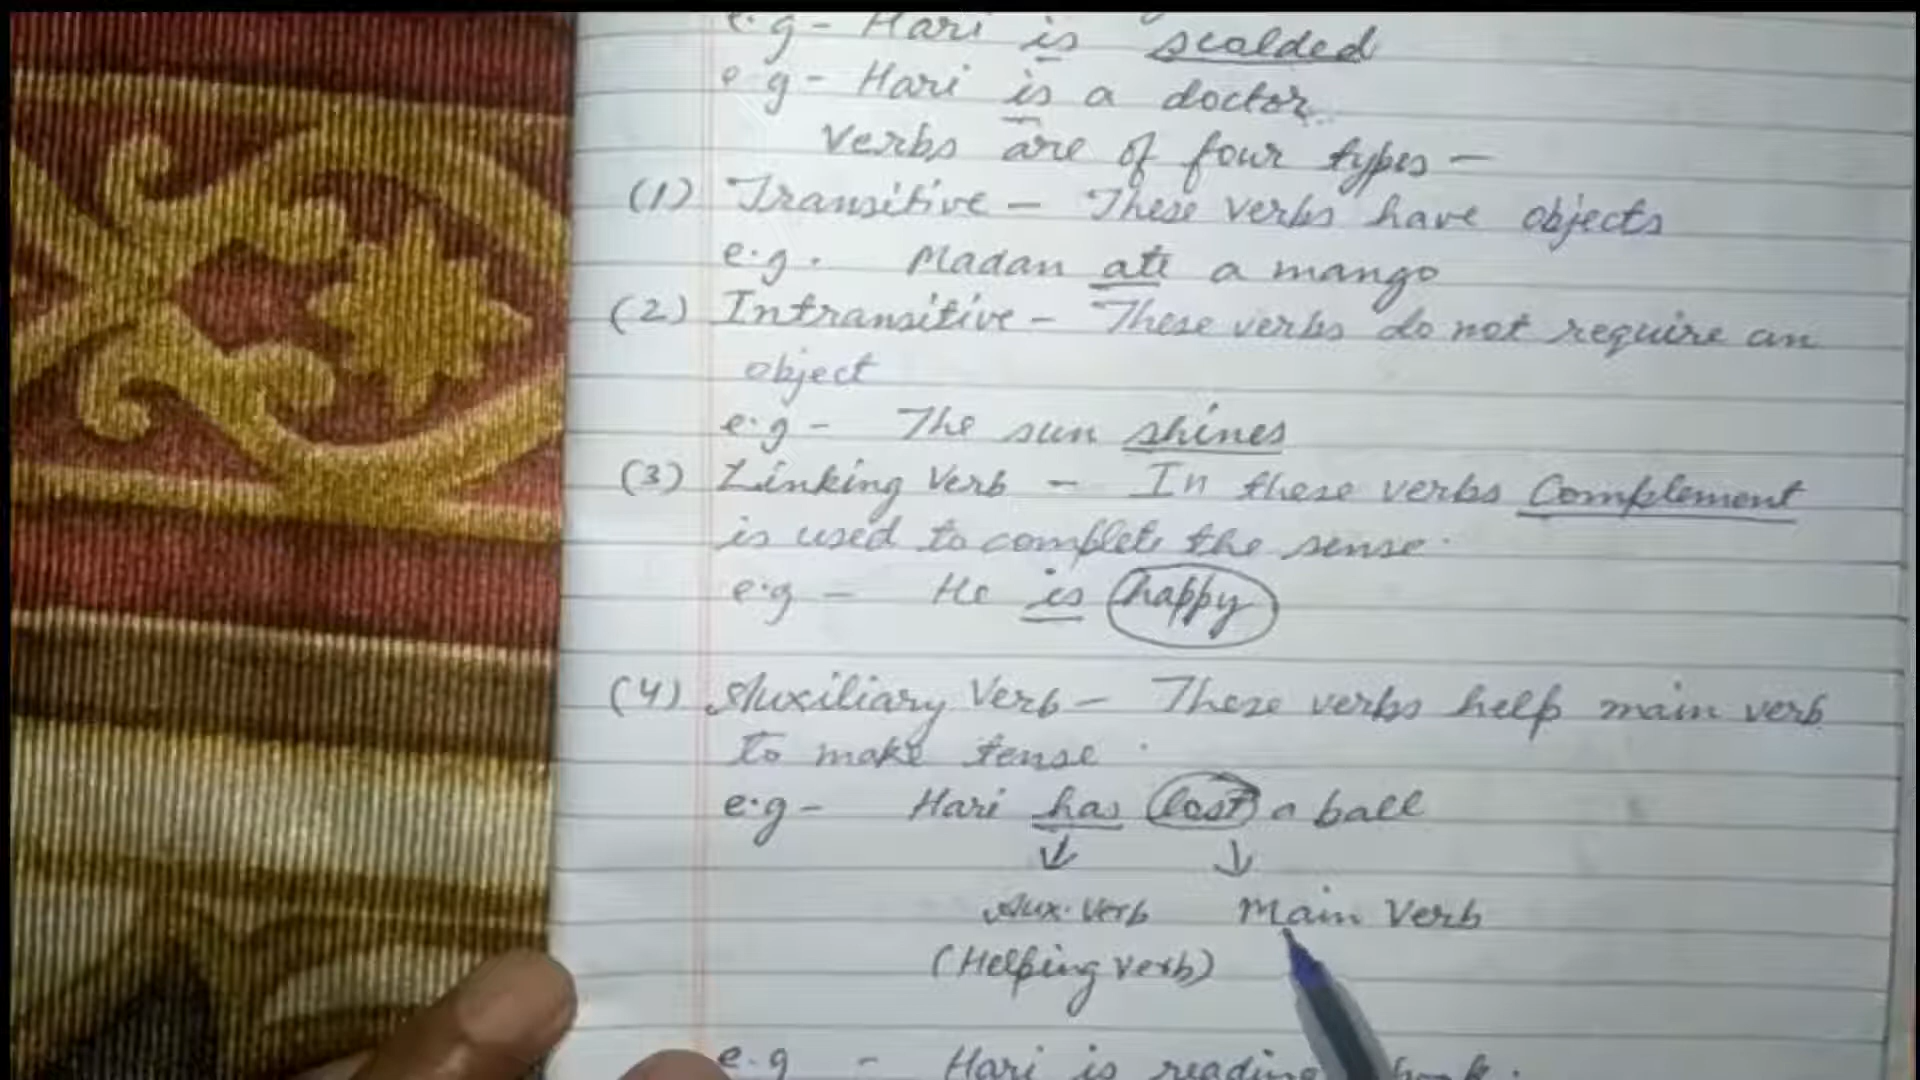 e.g - Hari is scolded
e.g - Hari is a doctor.
Verbs are of four types -
(1) Transitive - These verbs have objects
e.g. Madan ate a mango
(2) Intransitive - These verbs do not require an
object
e.g - The sun shines
(3) Linking Verb - In these verbs Complement
is used to complete the sense.
e.g - He is happy
(4) Auxiliary Verb - These verbs help main verb
to make tense.
e.g - Hari has lost a ball
Aux. Verb Main Verb
(Helping verb)
e.g - Hari is reading book.